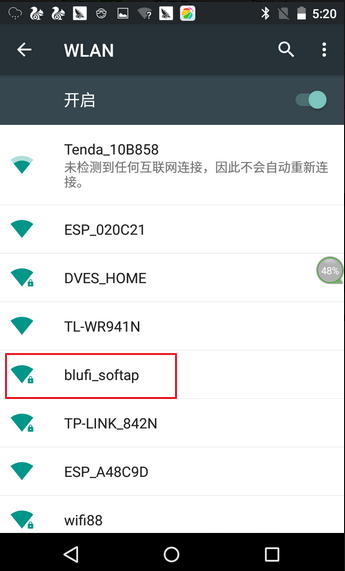 5:20
WLAN
开启
Tenda_10B858
未检测到任何互联网连接，因此不会自动重新连
接。
ESP_020C21
DVES_HOME
48%
TL-WR941N
blufi_softap
TP-LINK_842N
ESP_A48C9D
wifi88